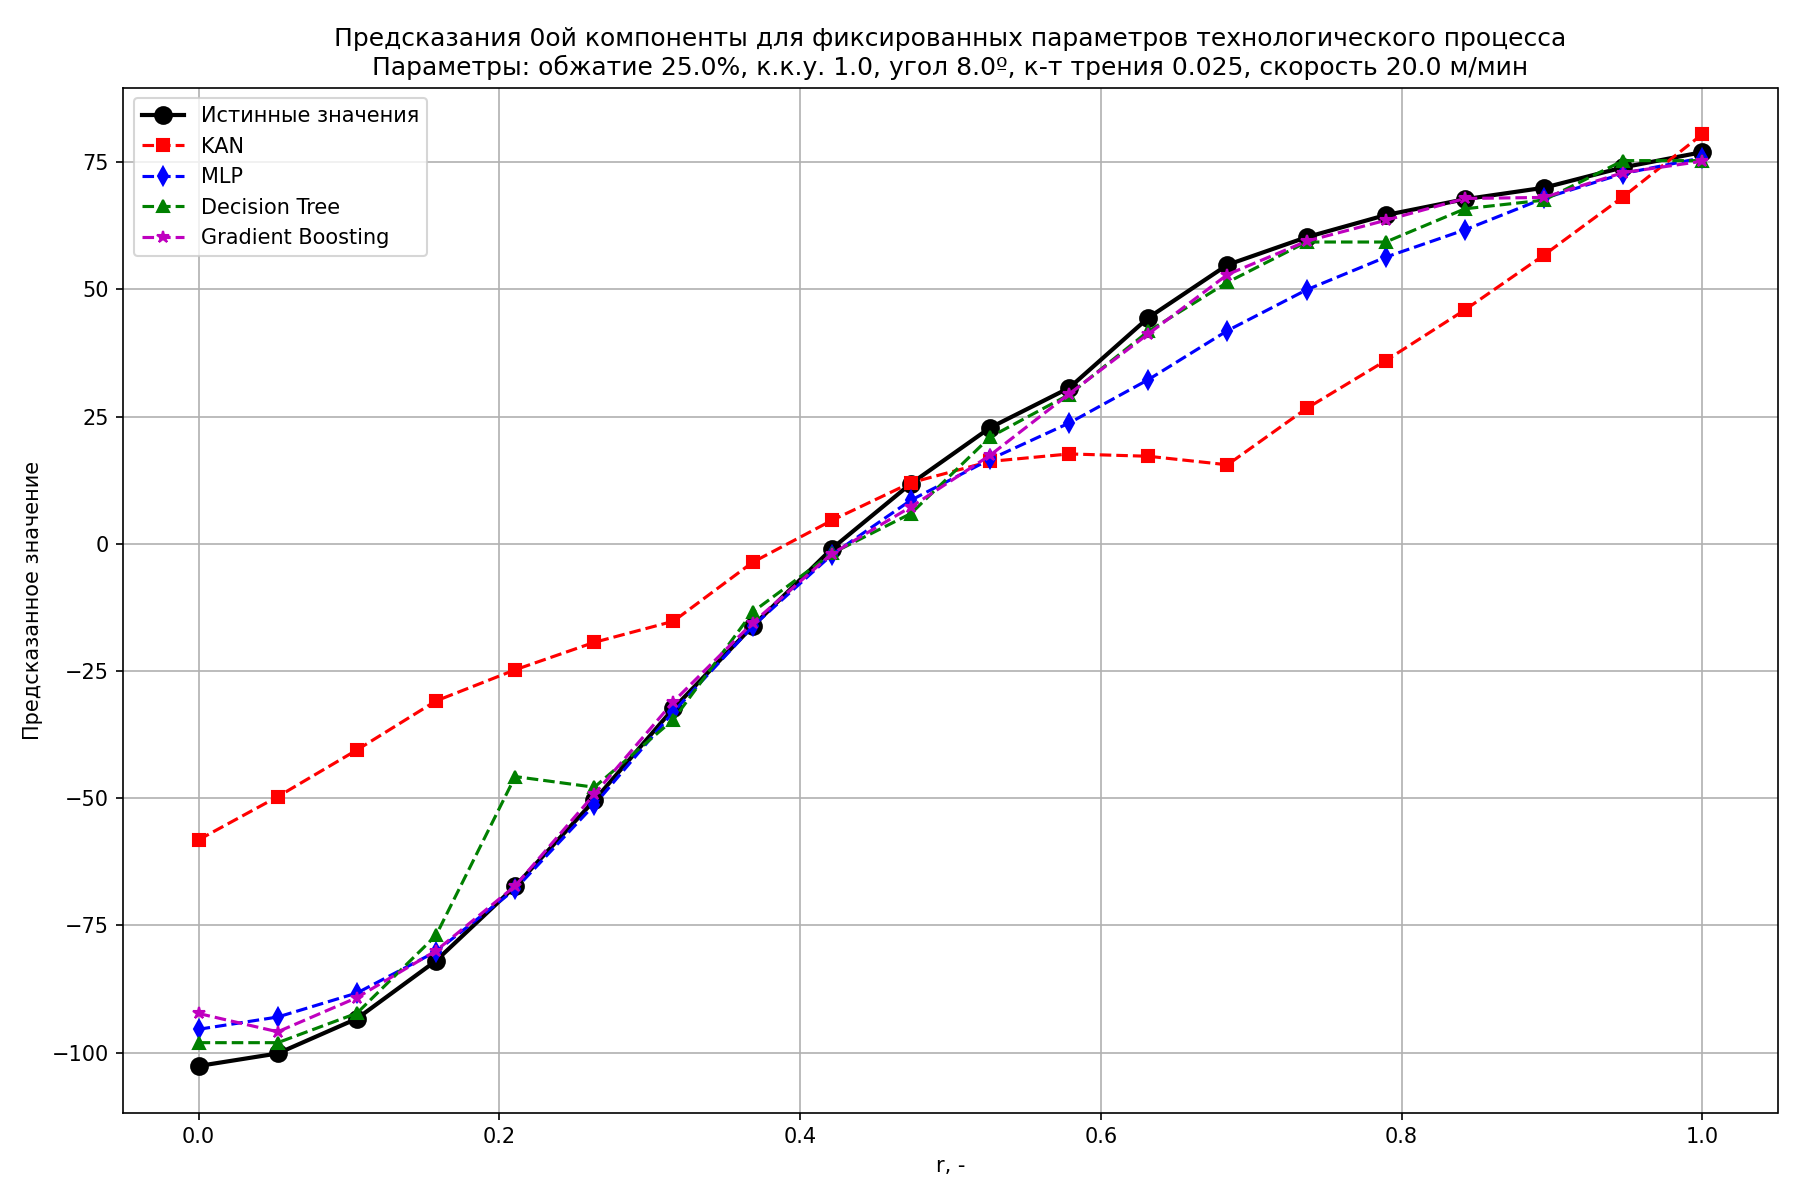 Предсказания 0ой компоненты для фиксированных параметров технологического процесса
Параметры: обжатие 25.0%, к.к.у. 1.0, угол 8.0º, к-т трения 0.025, скорость 20.0 м/мин
Истинные значения
KAN
MLP
Decision Tree
Gradient Boosting
Предсказанное значение
75
50
25
0
−25
−50
−75
−100
0.0
0.2
0.4
0.6
0.8
1.0
r, -